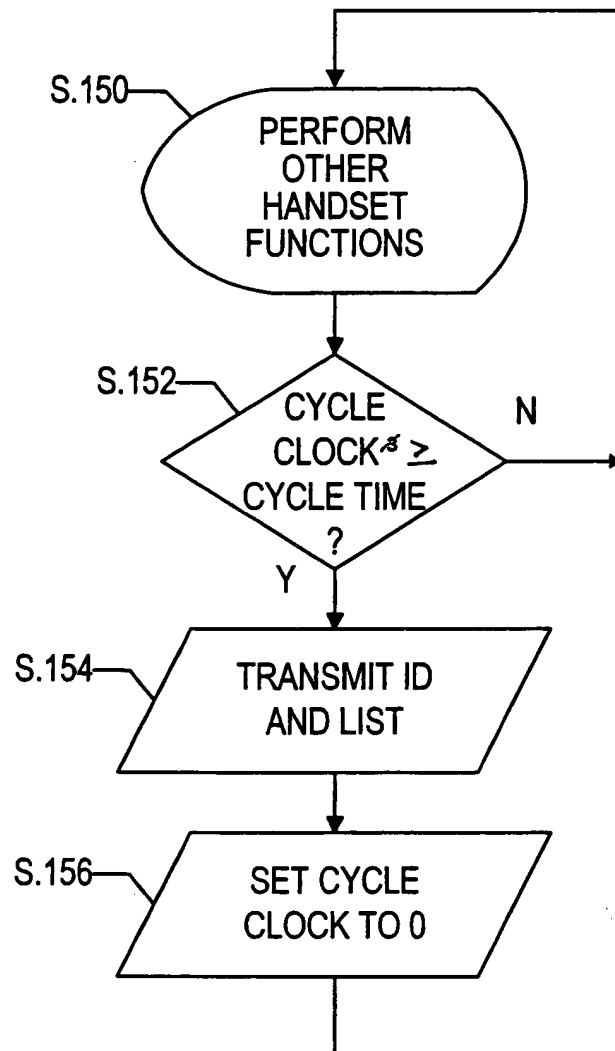 S.150
PERFORM
OTHER
HANDSET
FUNCTIONS
S.152
CYCLE
CLOCK ≥
CYCLE TIME
?
N
Y
S.154
TRANSMIT ID
AND LIST
S.156
SET CYCLE
CLOCK TO 0